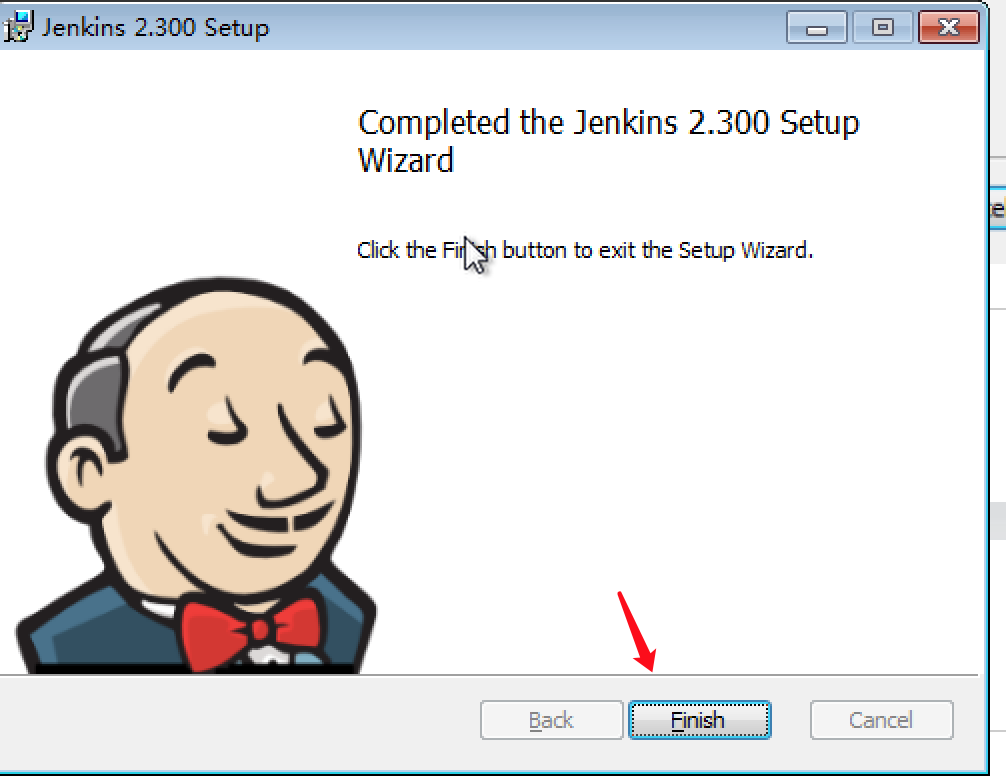 Jenkins 2.300 Setup
Completed the Jenkins 2.300 Setup
Wizard
Click the Finish button to exit the Setup Wizard.
Back
Finish
Cancel